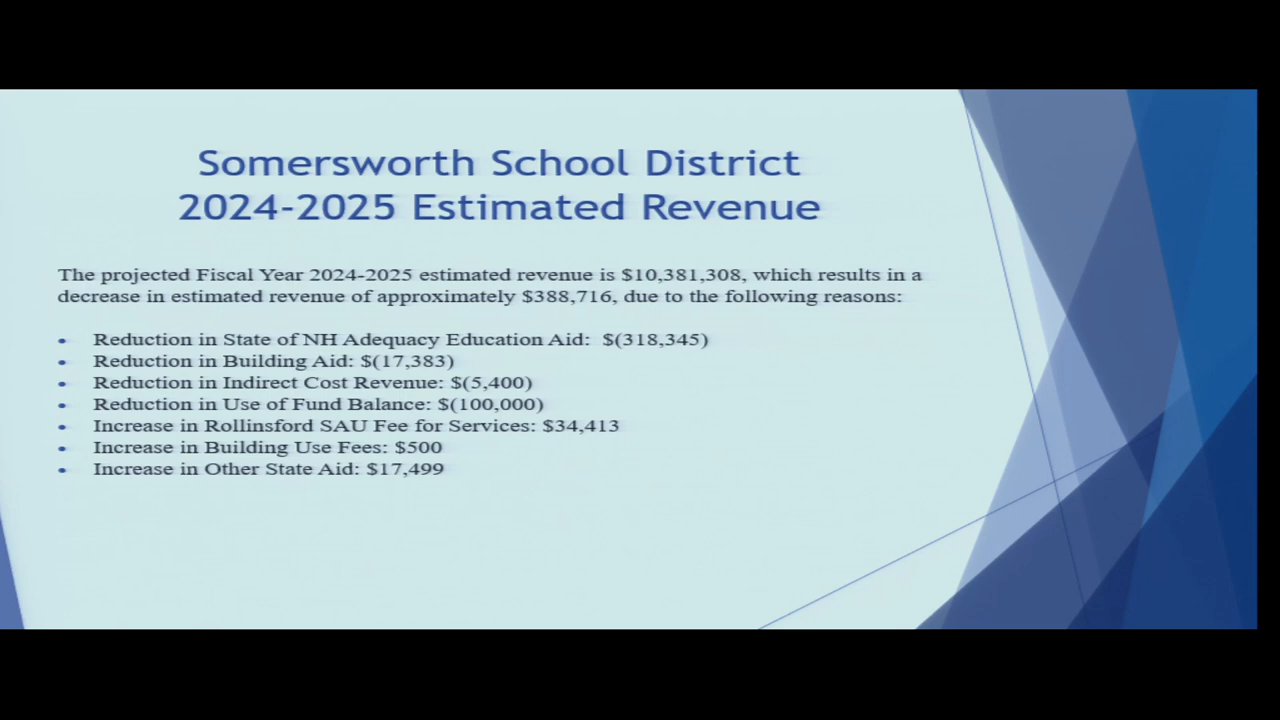 Somersworth School District
2024-2025 Estimated Revenue
The projected Fiscal Year 2024-2025 estimated revenue is $10,381,308, which results in a
decrease in estimated revenue of approximately $388,716, due to the following reasons:
• Reduction in State of NH Adequacy Education Aid: $(318,345)
• Reduction in Building Aid: $(17,383)
• Reduction in Indirect Cost Revenue: $(5,400)
• Reduction in Use of Fund Balance: $(100,000)
• Increase in Rollinsford SAU Fee for Services: $34,413
• Increase in Building Use Fees: $500
• Increase in Other State Aid: $17,499